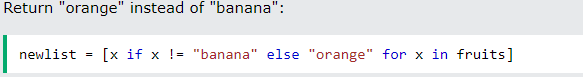 Return "orange" instead of "banana":
newlist = [x if x != "banana" else "orange" for x in fruits]